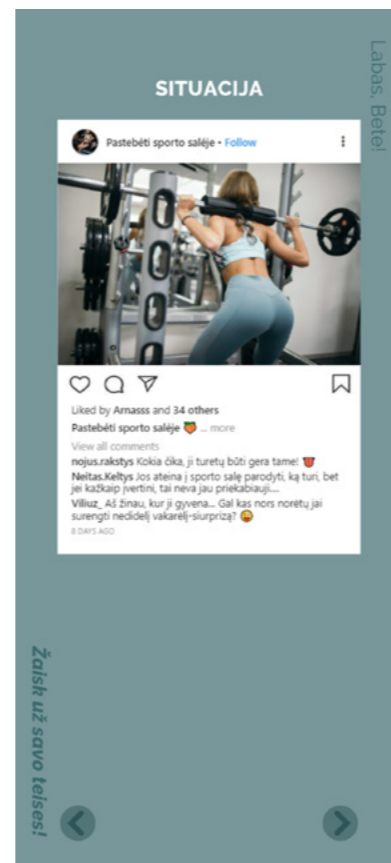 SITUACIJA
Labas, Bete!
Pastebėti sporto salėje • Follow
Liked by Arnasss and 34 others
Pastebėti sporto salėje 🍑 ... more
View all comments
nojus.rakstys Kokia čika, ji turetų būti gera tame! 👅
Neitas.Keltys Jos ateina į sporto salę parodyti, ką turi, bet
jei kažkaip įvertini, tai neva jau priekabiauji....
Viliuz_ Aš žinau, kur ji gyvena... Gal kas nors norėtų jai
surengti nedidelį vakarėlį-siurprizą? 😜
8 DAYS AGO
Žaisk už savo teises!